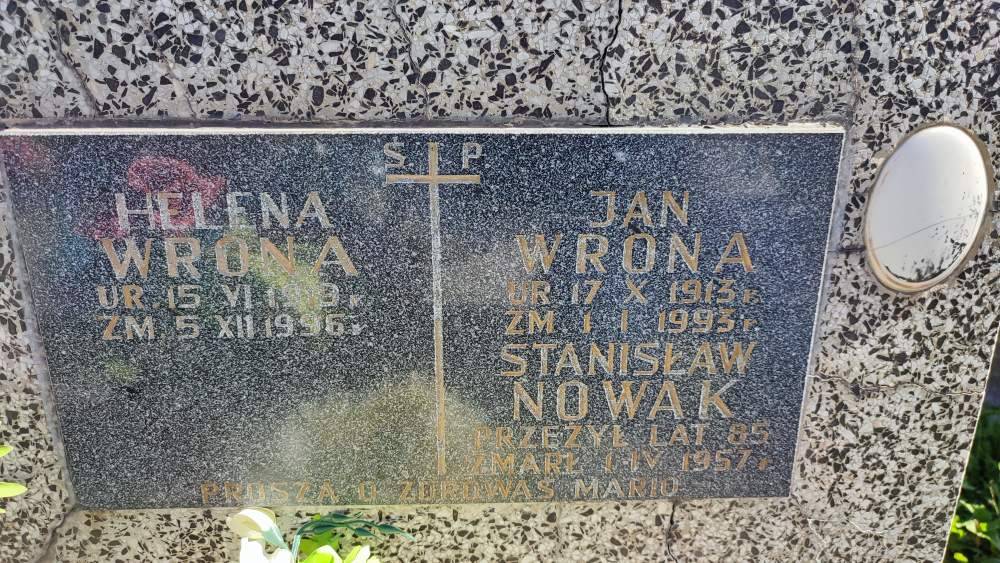 S P
HELENA
WRONA
UR. 15 VI 1919 r.
ZM. 5 XII 1996 r.
JAN
WRONA
UR 17 X 1913 r.
ZM. 1 I 1993 r.
STANISŁAW
NOWAK
PRZEŻYŁ LAT 85
ZMARŁ 1 IV 1957 r
PROSZĄ O ZDROWAŚ MARIO